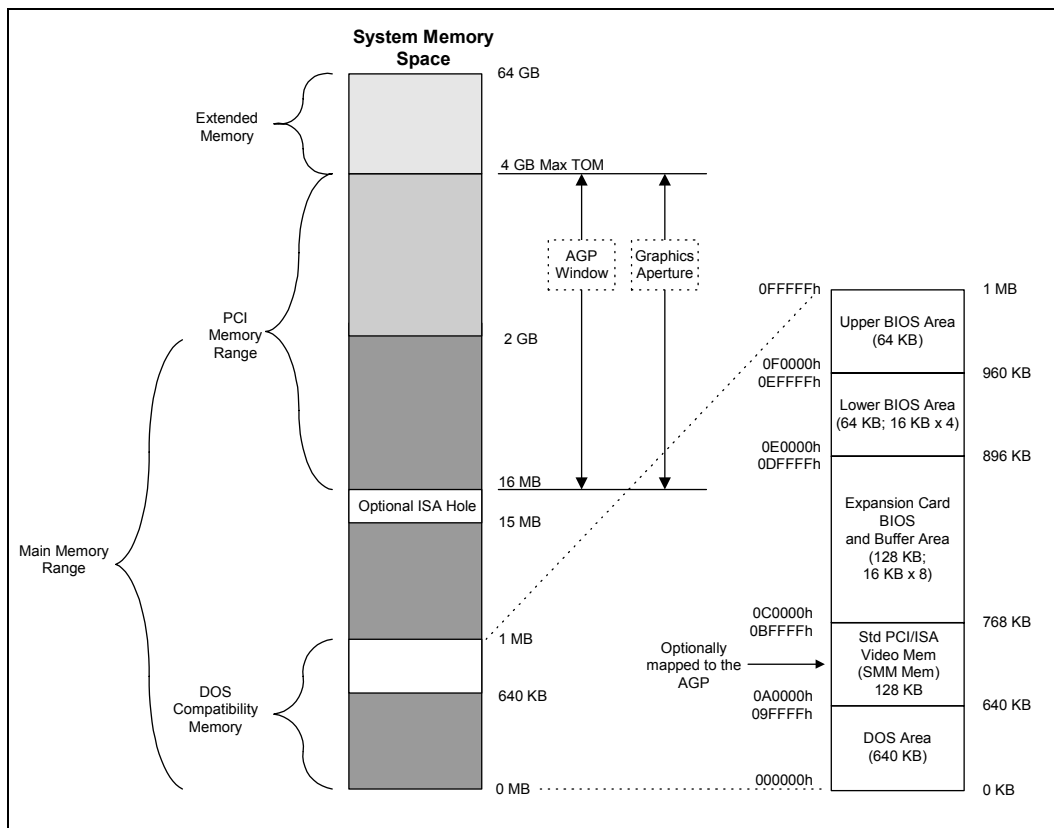 System Memory
Space
64 GB
Extended
Memory
4 GB Max TOM
AGP
Window
Graphics
Aperture
PCI
Memory
Range
2 GB
16 MB
Optional ISA Hole
15 MB
Main Memory
Range
1 MB
640 KB
DOS
Compatibility
Memory
0 MB
0FFFFFh
1 MB
Upper BIOS Area
(64 KB)
0F0000h
0EFFFFh
960 KB
Lower BIOS Area
(64 KB; 16 KB x 4)
0E0000h
0DFFFFh
896 KB
Expansion Card
BIOS
and Buffer Area
(128 KB;
16 KB x 8)
0C0000h
0BFFFFh
768 KB
Std PCI/ISA
Video Mem
(SMM Mem)
128 KB
Optionally
mapped to the
AGP
0A0000h
09FFFFh
640 KB
DOS Area
(640 KB)
000000h
0 KB